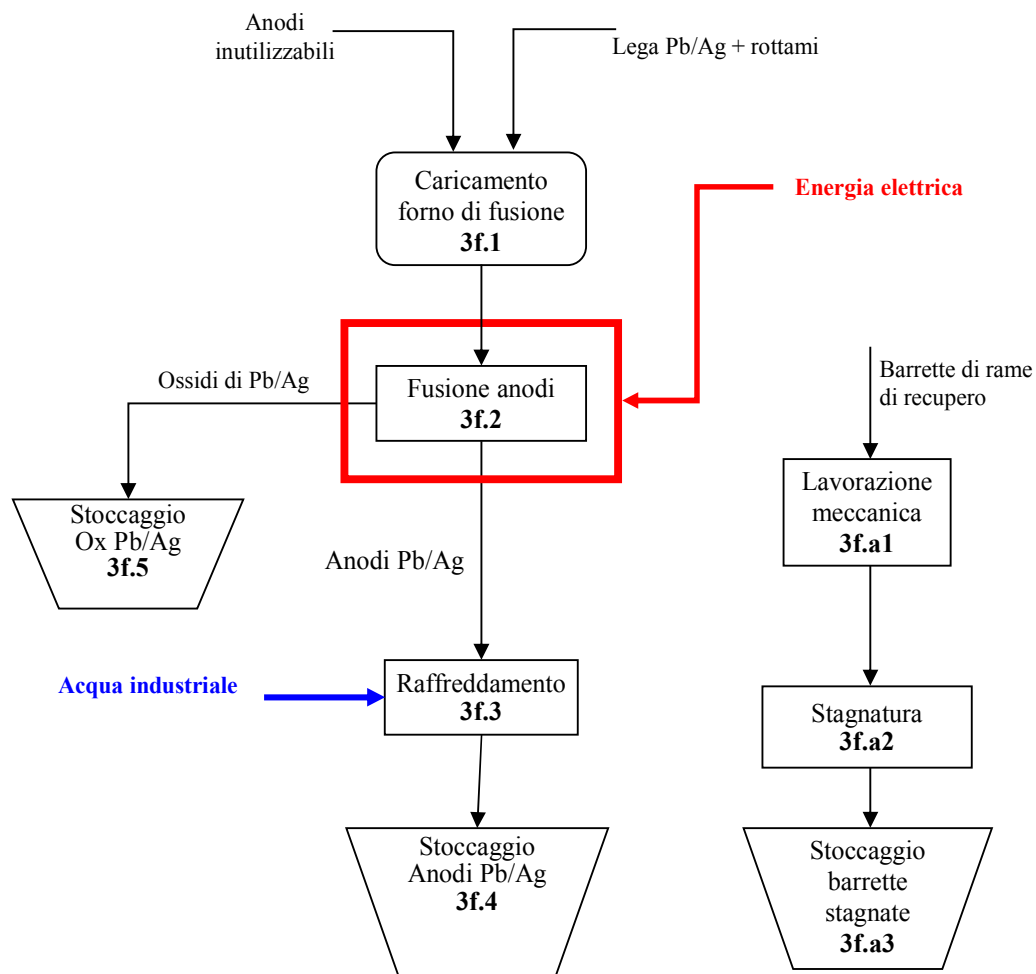 Anodi
inutilizzabili
Lega Pb/Ag + rottami
Caricamento
forno di fusione
3f.1
Energia elettrica
Ossidi di Pb/Ag
Fusione anodi
3f.2
Barrette di rame
di recupero
Stoccaggio
Ox Pb/Ag
3f.5
Anodi Pb/Ag
Lavorazione
meccanica
3f.a1
Acqua industriale
Raffreddamento
3f.3
Stagnatura
3f.a2
Stoccaggio
Anodi Pb/Ag
3f.4
Stoccaggio
barrette
stagnate
3f.a3